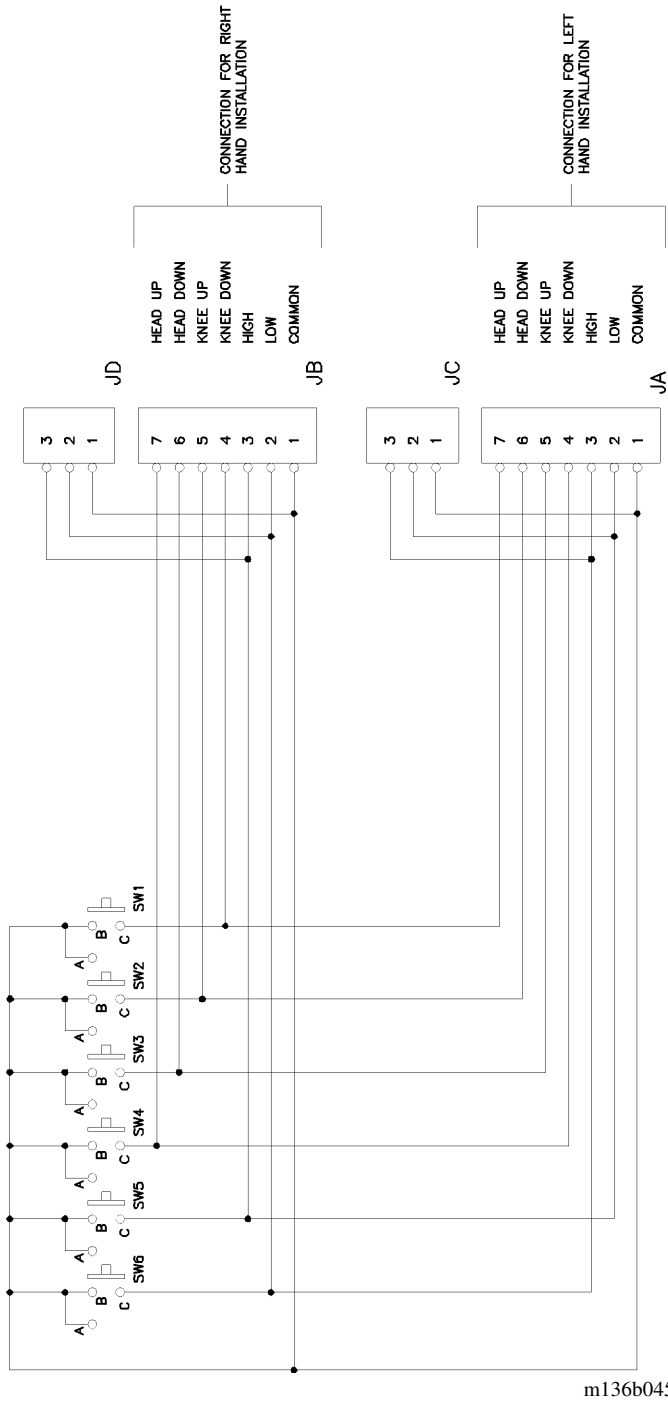 CONNECTION FOR RIGHT
HAND INSTALLATION
HEAD UP
HEAD DOWN
KNEE UP
KNEE DOWN
HIGH
LOW
COMMON
JD
3
2
1
JB
7
6
5
4
3
2
1
CONNECTION FOR LEFT
HAND INSTALLATION
HEAD UP
HEAD DOWN
KNEE UP
KNEE DOWN
HIGH
LOW
COMMON
JC
3
2
1
JA
7
6
5
4
3
2
1
A
B
C
SW1
A
B
C
SW2
A
B
C
SW3
A
B
C
SW4
A
B
C
SW5
A
B
C
SW6
m136b045